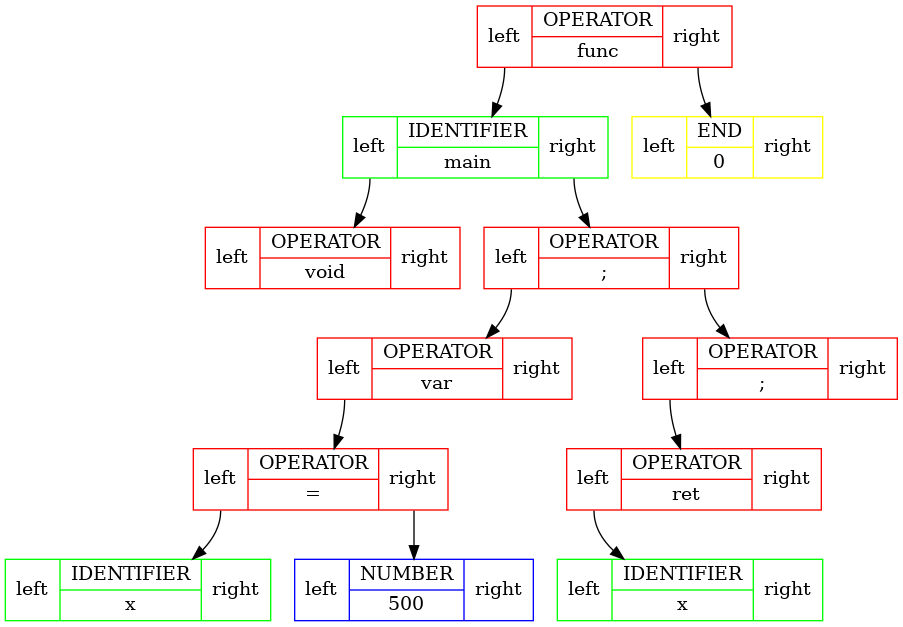 left OPERATOR right
func
left IDENTIFIER right
main
left END right
0
left OPERATOR right
void
left OPERATOR right
;
left OPERATOR right
var
left OPERATOR right
;
left OPERATOR right
=
left OPERATOR right
ret
left IDENTIFIER right
x
left NUMBER right
500
left IDENTIFIER right
x